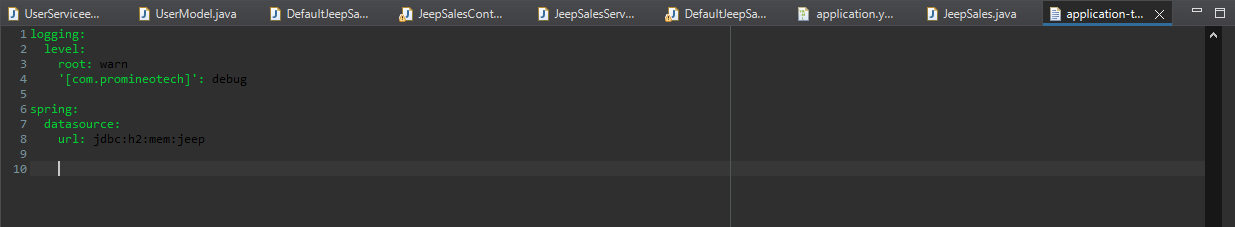 UserServicee... UserModel.java DefaultJeepSa... JeepSalesCont... JeepSalesServ... DefaultJeepSa... application.y... JeepSales.java application-t...
1 logging:
2 level:
3 root: warn
4 '[com.promineotech]': debug
5
6 spring:
7 datasource:
8 url: jdbc:h2:mem:jeep
9
10